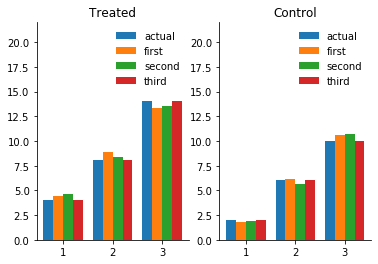 Treated
20.0
17.5
15.0
12.5
10.0
7.5
5.0
2.5
0.0
1 2 3
actual
first
second
third
Control
20.0
17.5
15.0
12.5
10.0
7.5
5.0
2.5
0.0
1 2 3
actual
first
second
third